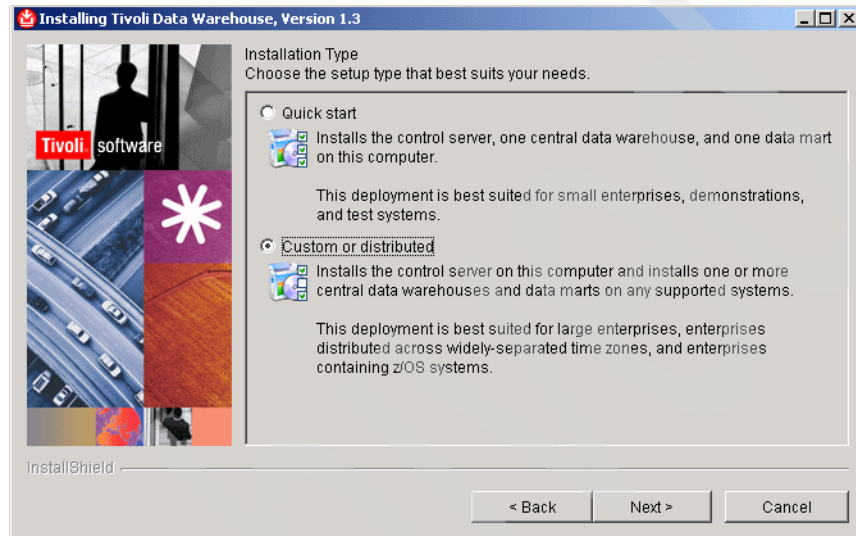 Installing Tivoli Data Warehouse, Version 1.3
Installation Type
Choose the setup type that best suits your needs.
Tivoli. software
Quick start
Installs the control server, one central data warehouse, and one data mart
on this computer.
This deployment is best suited for small enterprises, demonstrations,
and test systems.
Custom or distributed
Installs the control server on this computer and installs one or more
central data warehouses and data marts on any supported systems.
This deployment is best suited for large enterprises, enterprises
distributed across widely-separated time zones, and enterprises
containing z/OS systems.
InstallShield
< Back
Next >
Cancel